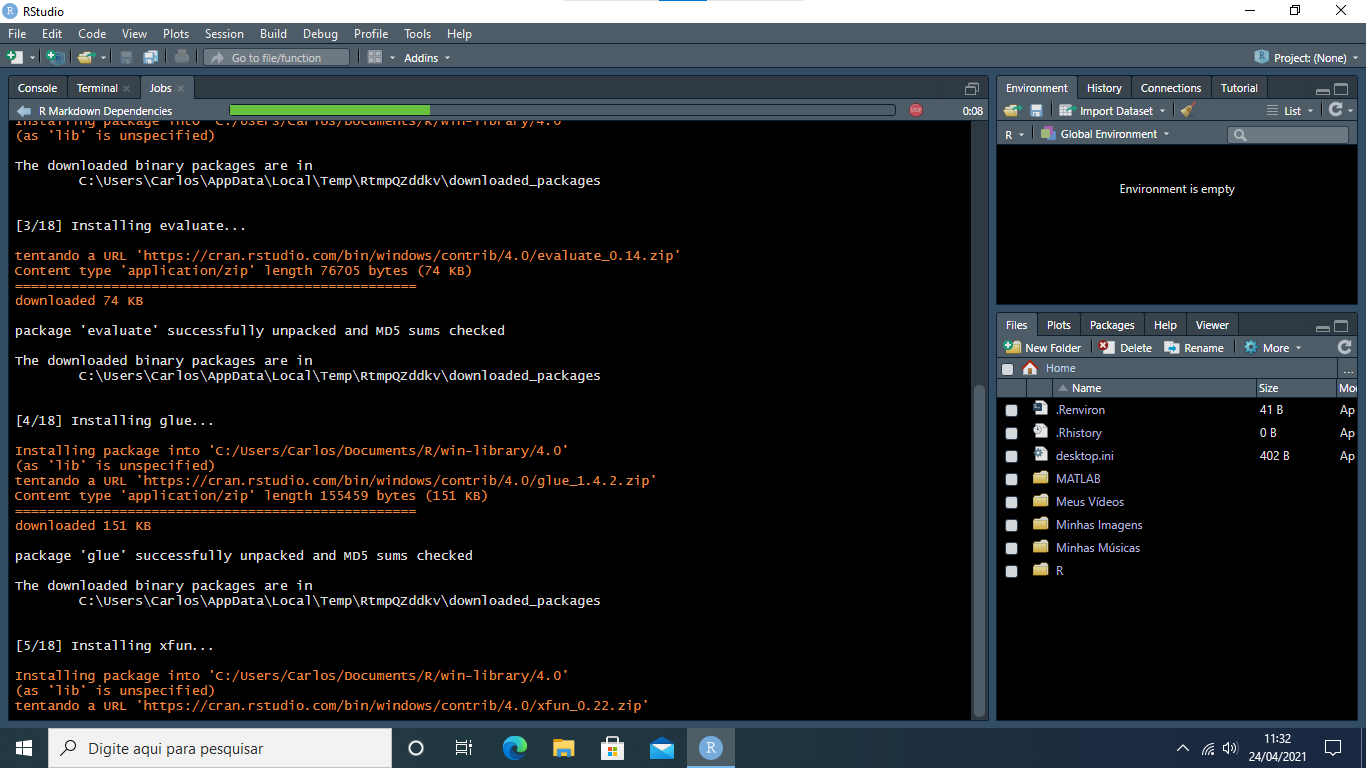 RStudio
File Edit Code View Plots Session Build Debug Profile Tools Help
Go to file/function Addins Project: (None)
Console Terminal Jobs
R Markdown Dependencies STOP 0:08
Installing package into 'C:/Users/Carlos/Documents/R/win-library/4.0'
(as 'lib' is unspecified)
The downloaded binary packages are in
C:\Users\Carlos\AppData\Local\Temp\RtmpQZddkv\downloaded_packages
[3/18] Installing evaluate...
tentando a URL 'https://cran.rstudio.com/bin/windows/contrib/4.0/evaluate_0.14.zip'
Content type 'application/zip' length 76705 bytes (74 KB)
==================================================
downloaded 74 KB
package 'evaluate' successfully unpacked and MD5 sums checked
The downloaded binary packages are in
C:\Users\Carlos\AppData\Local\Temp\RtmpQZddkv\downloaded_packages
[4/18] Installing glue...
Installing package into 'C:/Users/Carlos/Documents/R/win-library/4.0'
(as 'lib' is unspecified)
tentando a URL 'https://cran.rstudio.com/bin/windows/contrib/4.0/glue_1.4.2.zip'
Content type 'application/zip' length 155459 bytes (151 KB)
==================================================
downloaded 151 KB
package 'glue' successfully unpacked and MD5 sums checked
The downloaded binary packages are in
C:\Users\Carlos\AppData\Local\Temp\RtmpQZddkv\downloaded_packages
[5/18] Installing xfun...
Installing package into 'C:/Users/Carlos/Documents/R/win-library/4.0'
(as 'lib' is unspecified)
tentando a URL 'https://cran.rstudio.com/bin/windows/contrib/4.0/xfun_0.22.zip'
Environment History Connections Tutorial
Import Dataset List
R Global Environment
Environment is empty
Files Plots Packages Help Viewer
New Folder Delete Rename More
Home ...
Name Size Mo
.Renviron 41 B Ap
.Rhistory 0 B Ap
desktop.ini 402 B Ap
MATLAB
Meus Vídeos
Minhas Imagens
Minhas Músicas
R
Digite aqui para pesquisar
R
11:32
24/04/2021